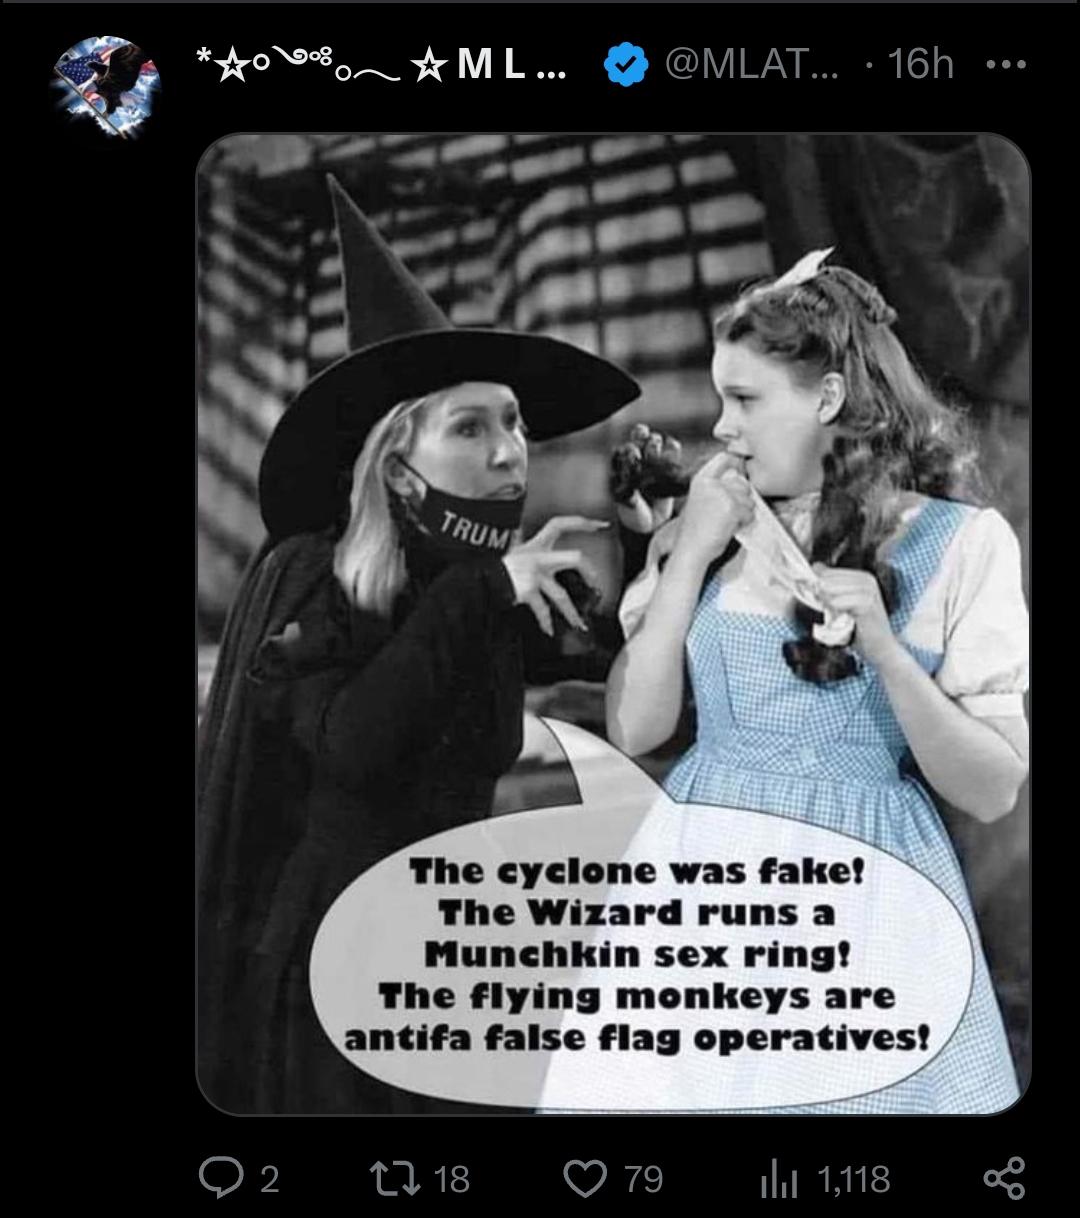 *☆o༄ৡ。⁀☆ M L ... @MLAT... · 16h
TRUM
The cyclone was fake!
The Wizard runs a
Munchkin sex ring!
The flying monkeys are
antifa false flag operatives!
2 18 79 1,118